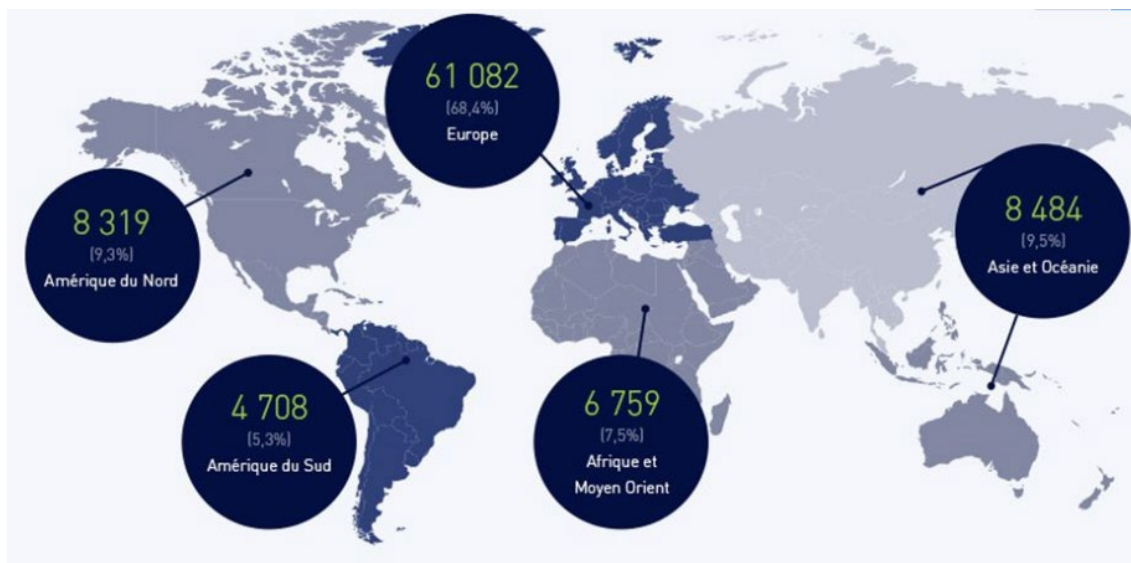 61 082
(68,4%)
Europe
8 319
(9,3%)
Amérique du Nord
8 484
(9,5%)
Asie et Océanie
4 708
(5,3%)
Amérique du Sud
6 759
(7,5%)
Afrique et
Moyen Orient